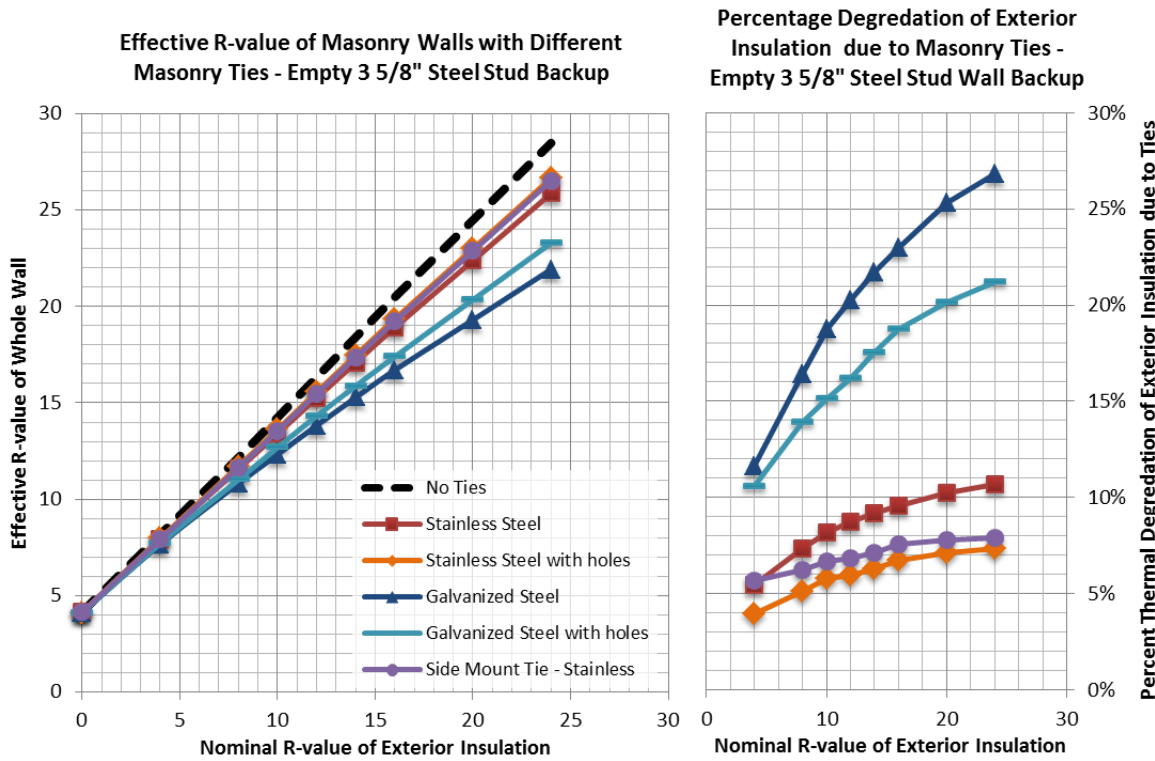 Effective R-value of Masonry Walls with Different
Masonry Ties - Empty 3 5/8" Steel Stud Backup
30
25
20
15
10
5
0
Effective R-value of Whole Wall
No Ties
Stainless Steel
Stainless Steel with holes
Galvanized Steel
Galvanized Steel with holes
Side Mount Tie - Stainless
0 5 10 15 20 25 30
Nominal R-value of Exterior Insulation
Percentage Degredation of Exterior
Insulation due to Masonry Ties -
Empty 3 5/8" Steel Stud Wall Backup
30%
25%
20%
15%
10%
5%
0%
Percent Thermal Degradation of Exterior Insulation due to Ties
0 10 20 30
Nominal R-value of Exterior Insulation